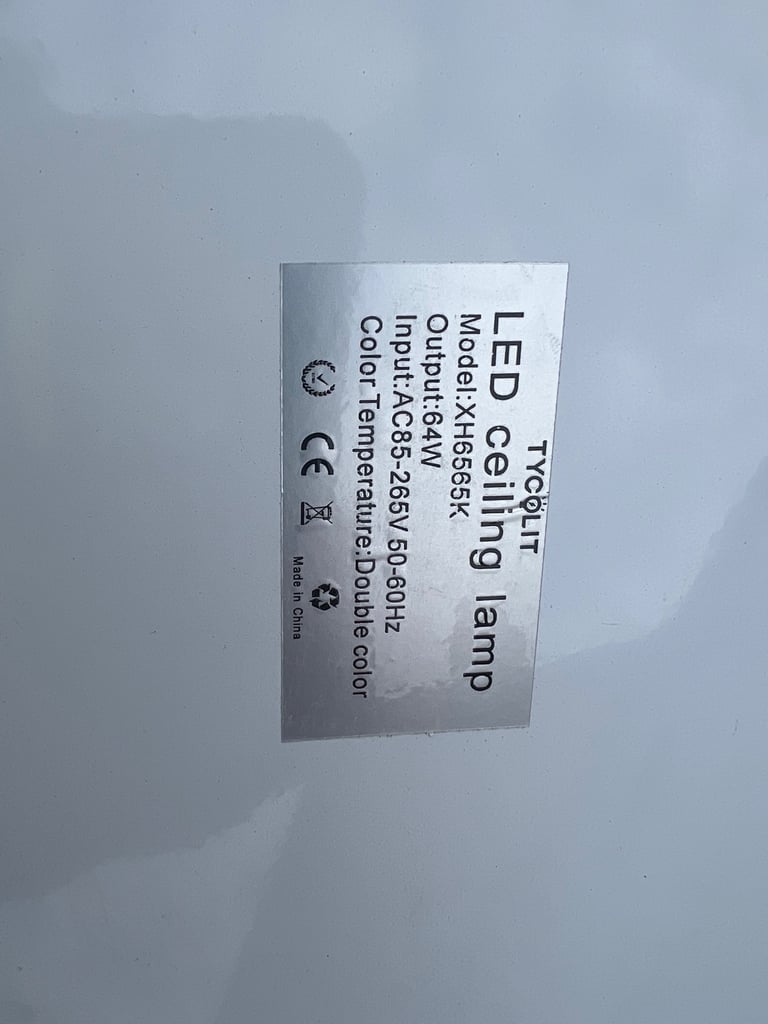 TYCOLIT
LED ceiling lamp
Model:XH6565K
Output:64W
Input:AC85-265V 50-60Hz
Color Temperature:Double color
CE
Made in China